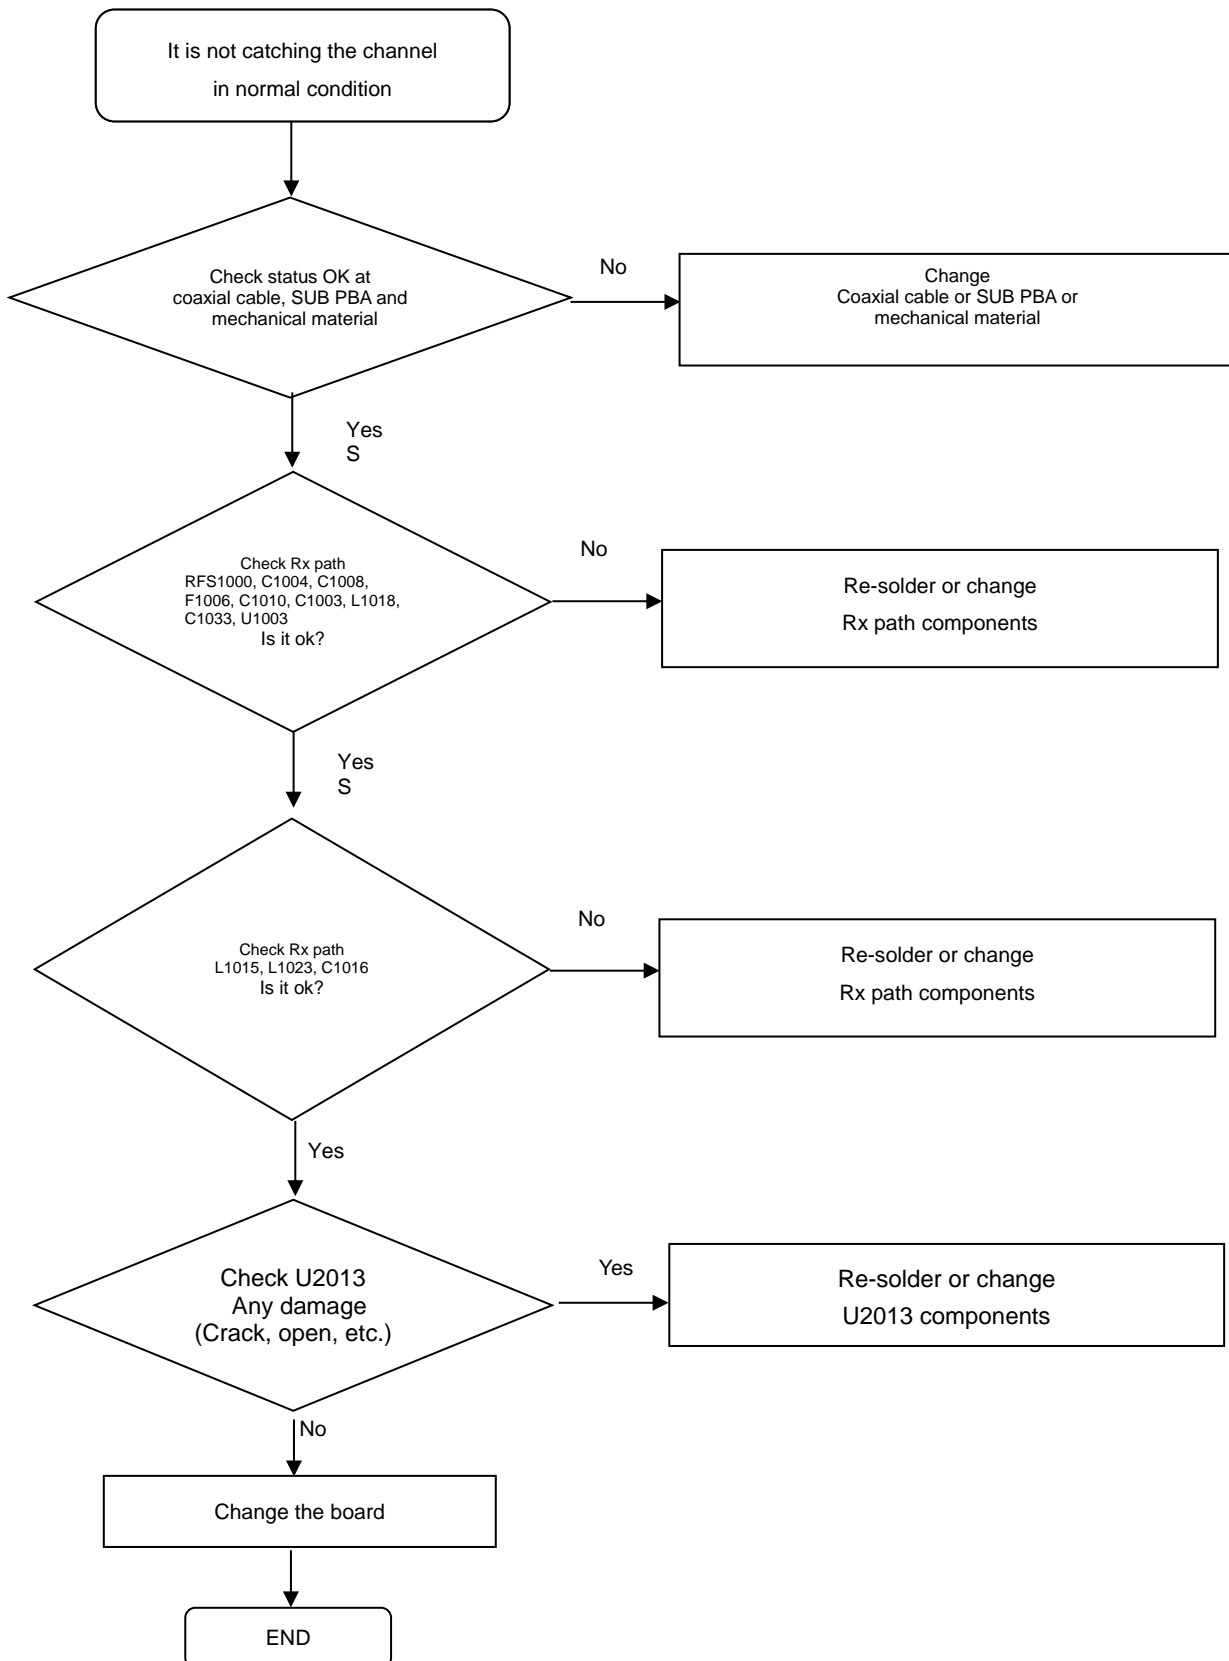 It is not catching the channel
in normal condition
Check status OK at
coaxial cable, SUB PBA and
mechanical material
No
Change
Coaxial cable or SUB PBA or
mechanical material
Yes
S
Check Rx path
RFS1000, C1004, C1008,
F1006, C1010, C1003, L1018,
C1033, U1003
Is it ok?
No
Re-solder or change
Rx path components
Yes
S
Check Rx path
L1015, L1023, C1016
Is it ok?
No
Re-solder or change
Rx path components
Yes
Check U2013
Any damage
(Crack, open, etc.)
Yes
Re-solder or change
U2013 components
No
Change the board
END